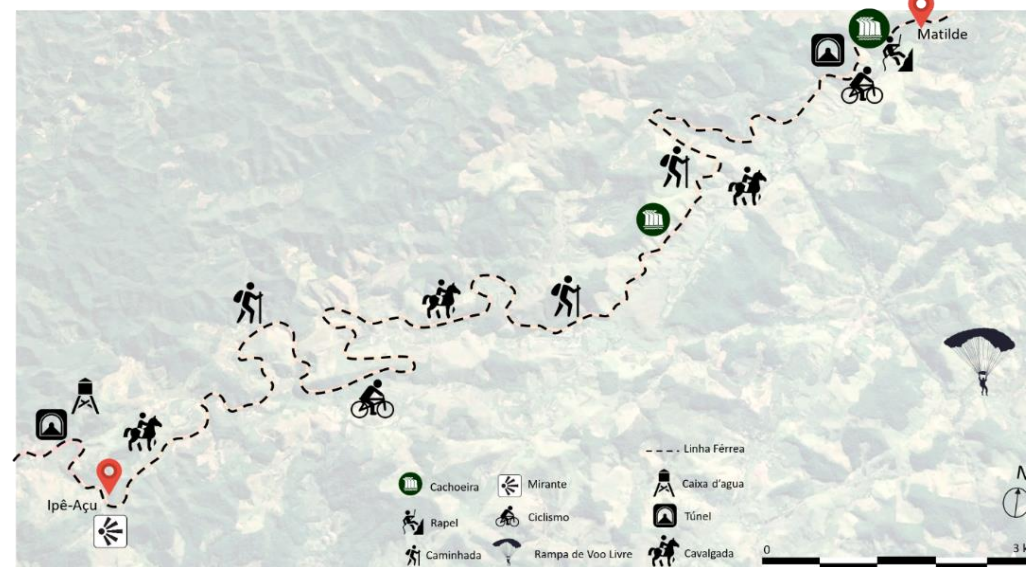 Matilde
Ipê-Açu
Linha Férrea
Cachoeira
Mirante
Caixa d'agua
Rapel
Ciclismo
Túnel
Caminhada
Rampa de Voo Livre
Cavalgada
N
0
3 k